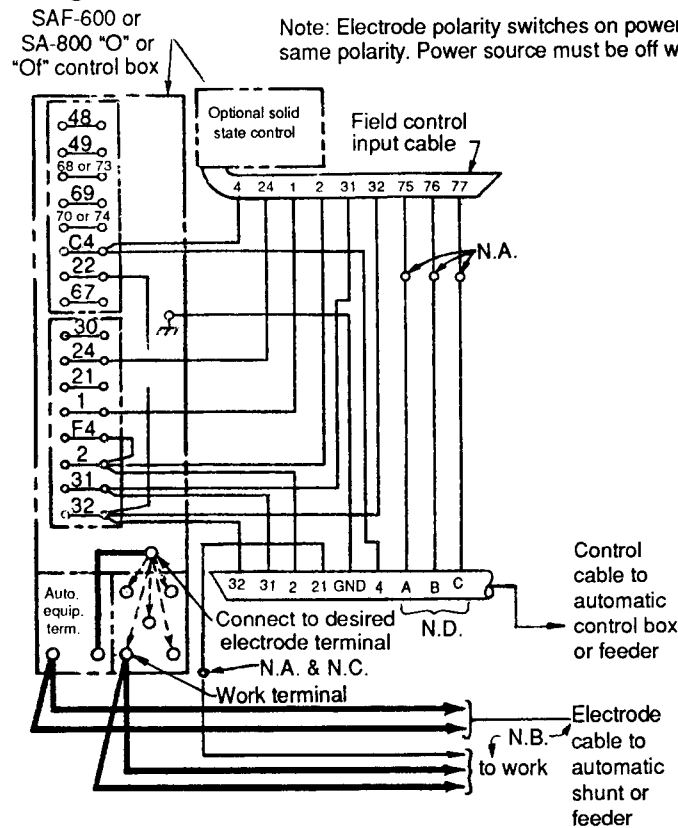 SAF-600 or
SA-800 "O" or
"Of" control box
Note: Electrode polarity switches on power
same polarity. Power source must be off w
Optional solid
state control
Field control
input cable
4 24 1 2 31 32 75 76 77
N.A.
48
49
68 or 73
69
70 or 74
C4
22
67
30
24
21
1
F4
2
31
32
32 31 2 21 GND 4 A B C
N.D.
Control
cable to
automatic
control box
or feeder
Auto.
equip.
term.
Connect to desired
electrode terminal
N.A. & N.C.
Work terminal
N.B.
to work
Electrode
cable to
automatic
shunt or
feeder